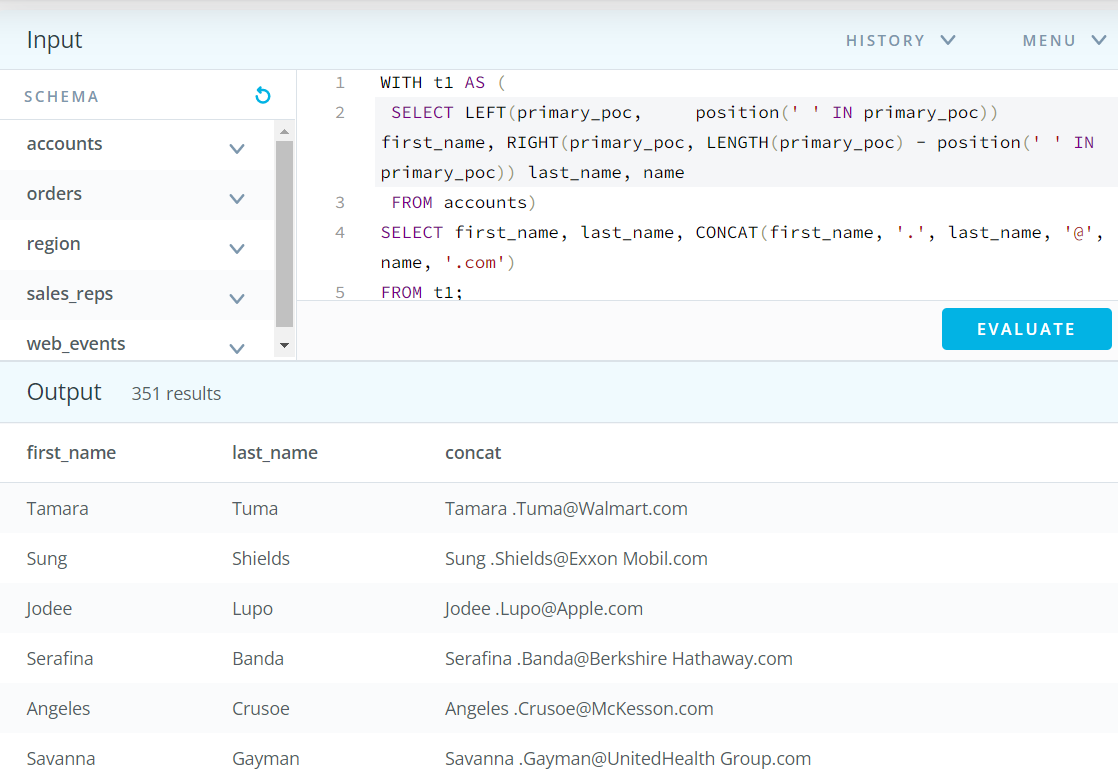 Input
HISTORY
MENU
SCHEMA
accounts
orders
region
sales_reps
web_events
1 WITH t1 AS (
2  SELECT LEFT(primary_poc,     position(' ' IN primary_poc))
first_name, RIGHT(primary_poc, LENGTH(primary_poc) - position(' ' IN
primary_poc)) last_name, name
3  FROM accounts)
4 SELECT first_name, last_name, CONCAT(first_name, '.', last_name, '@',
name, '.com')
5 FROM t1;
EVALUATE
Output 351 results
first_name last_name concat
Tamara Tuma Tamara .Tuma@Walmart.com
Sung Shields Sung .Shields@Exxon Mobil.com
Jodee Lupo Jodee .Lupo@Apple.com
Serafina Banda Serafina .Banda@Berkshire Hathaway.com
Angeles Crusoe Angeles .Crusoe@McKesson.com
Savanna Gayman Savanna .Gayman@UnitedHealth Group.com